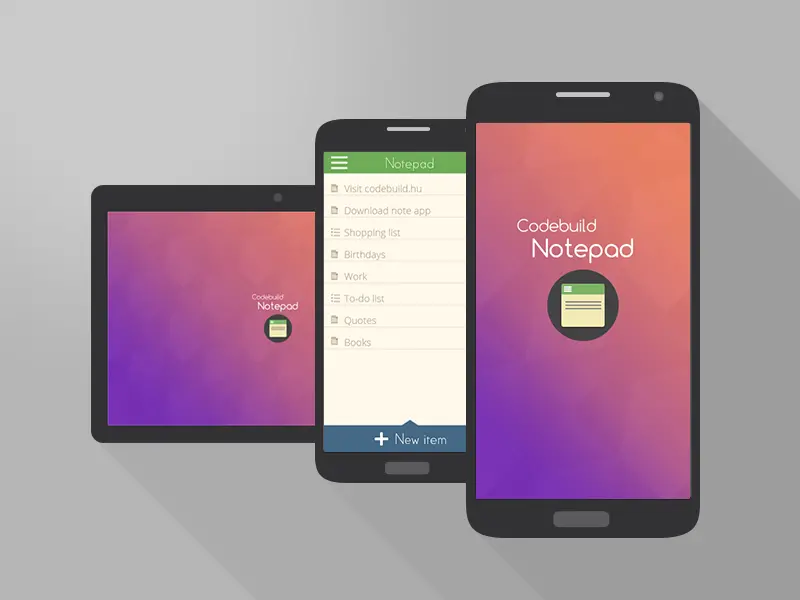 Codebuild
Notepad
Notepad
Visit codebuild.hu
Download note app
Shopping list
Birthdays
Work
To-do list
Quotes
Books
New item
Codebuild
Notepad